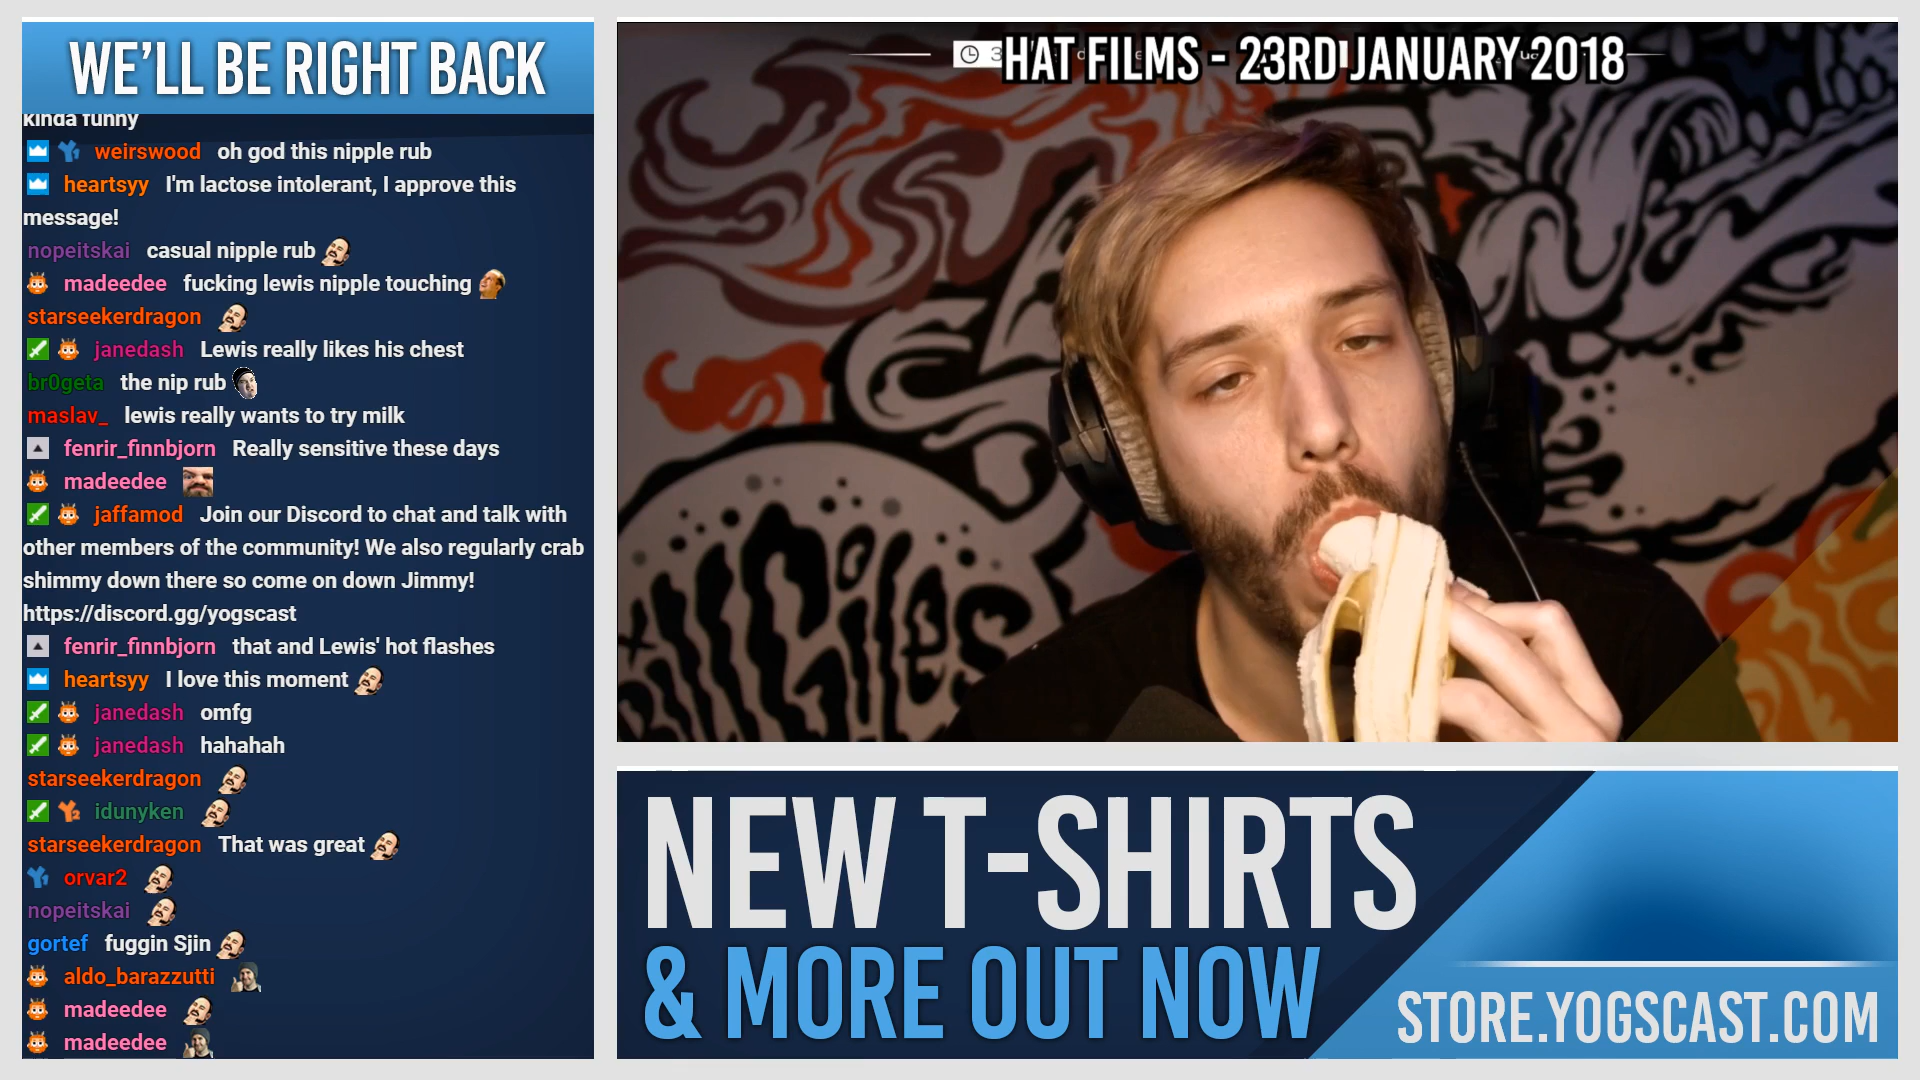 WE'LL BE RIGHT BACK
kinda funny
weirswood oh god this nipple rub
heartsyy I'm lactose intolerant, I approve this
message!
nopeitskai casual nipple rub
madeedee fucking lewis nipple touching
starseekerdragon
janedash Lewis really likes his chest
br0geta the nip rub
maslav_ lewis really wants to try milk
fenrir_finnbjorn Really sensitive these days
madeedee
jaffamod Join our Discord to chat and talk with
other members of the community! We also regularly crab
shimmy down there so come on down Jimmy!
https://discord.gg/yogscast
fenrir_finnbjorn that and Lewis' hot flashes
heartsyy I love this moment
janedash omfg
janedash hahahah
starseekerdragon
idunyken
starseekerdragon That was great
orvar2
nopeitskai
gortef fuggin Sjin
aldo_barazzutti
madeedee
madeedee
HAT FILMS - 23RD JANUARY 2018
NEW T-SHIRTS
& MORE OUT NOW
STORE.YOGSCAST.COM